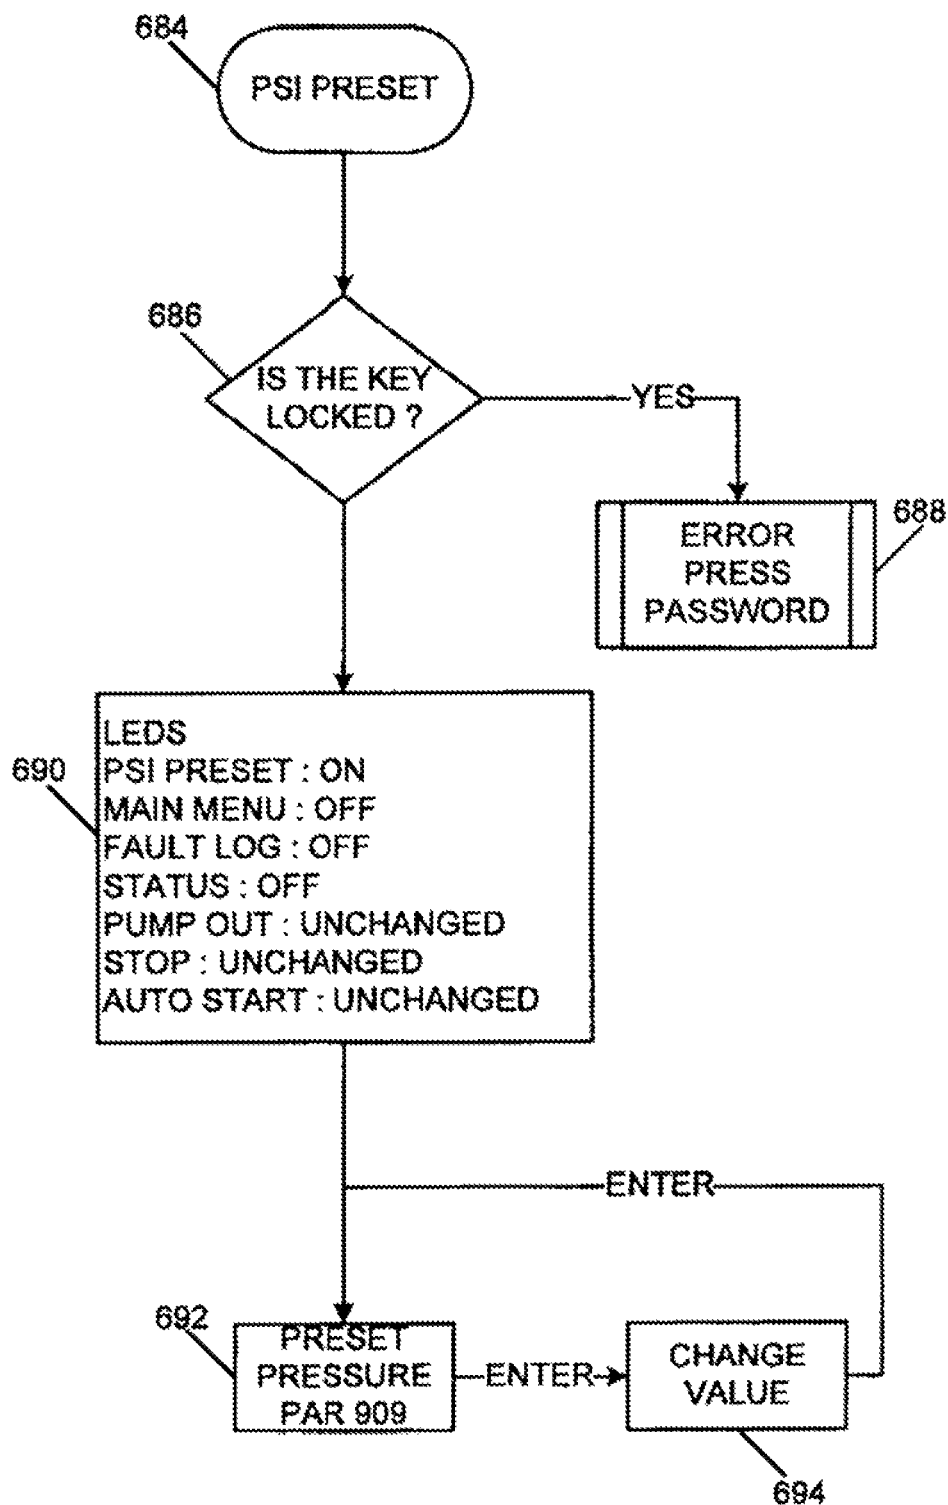 684
PSI PRESET
686
IS THE KEY
LOCKED ?
YES
688
ERROR
PRESS
PASSWORD
690
LEDS
PSI PRESET : ON
MAIN MENU : OFF
FAULT LOG : OFF
STATUS : OFF
PUMP OUT : UNCHANGED
STOP : UNCHANGED
AUTO START : UNCHANGED
ENTER
692
PRESET
PRESSURE
PAR 909
ENTER
CHANGE
VALUE
694